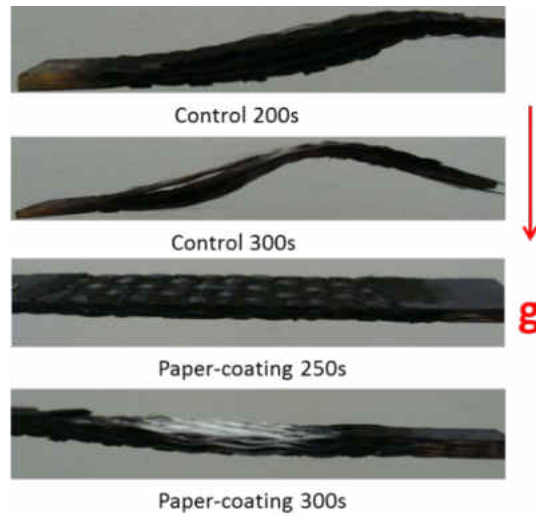 Control 200s
Control 300s
g
Paper-coating 250s
Paper-coating 300s